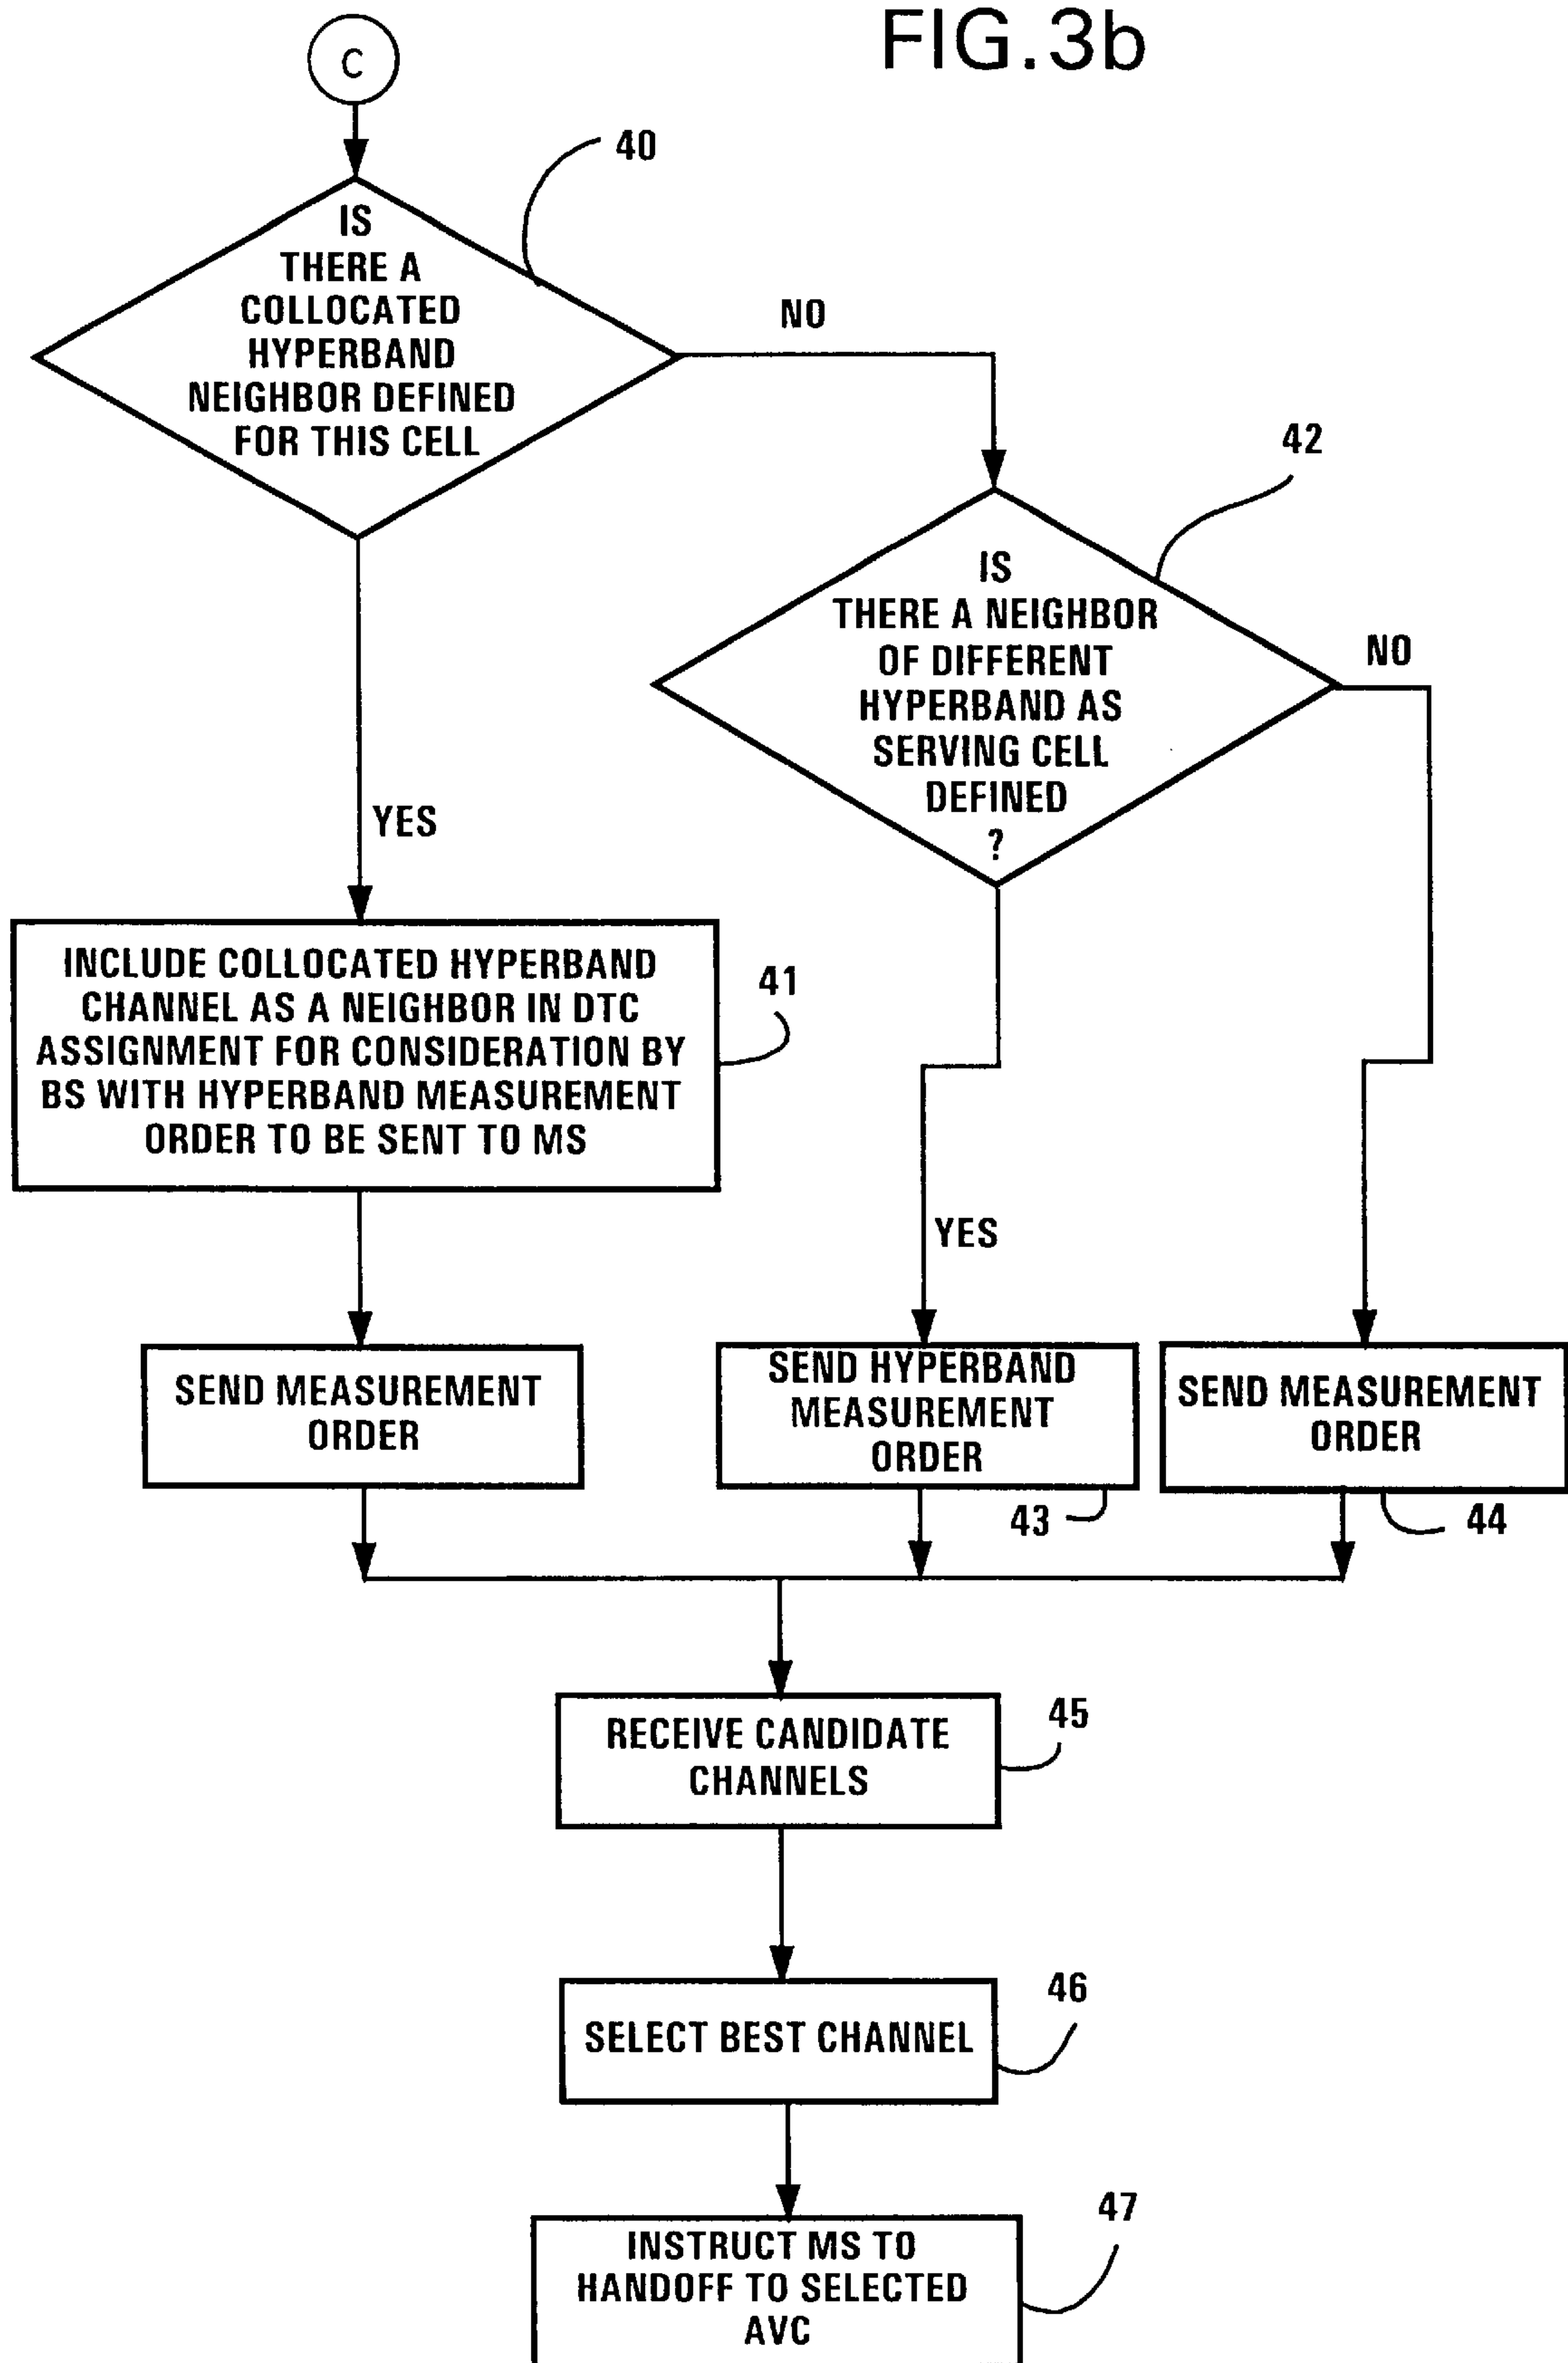 FIG.3b
C
40
IS
THERE A
COLLOCATED
HYPERBAND
NEIGHBOR DEFINED
FOR THIS CELL
NO
42
IS
THERE A NEIGHBOR
OF DIFFERENT
HYPERBAND AS
SERVING CELL
DEFINED
?
NO
YES
INCLUDE COLLOCATED HYPERBAND
CHANNEL AS A NEIGHBOR IN DTC
ASSIGNMENT FOR CONSIDERATION BY
BS WITH HYPERBAND MEASUREMENT
ORDER TO BE SENT TO MS
41
YES
SEND MEASUREMENT
ORDER
SEND HYPERBAND
MEASUREMENT
ORDER
43
SEND MEASUREMENT
ORDER
44
RECEIVE CANDIDATE
CHANNELS
45
SELECT BEST CHANNEL
46
INSTRUCT MS TO
HANDOFF TO SELECTED
AVC
47